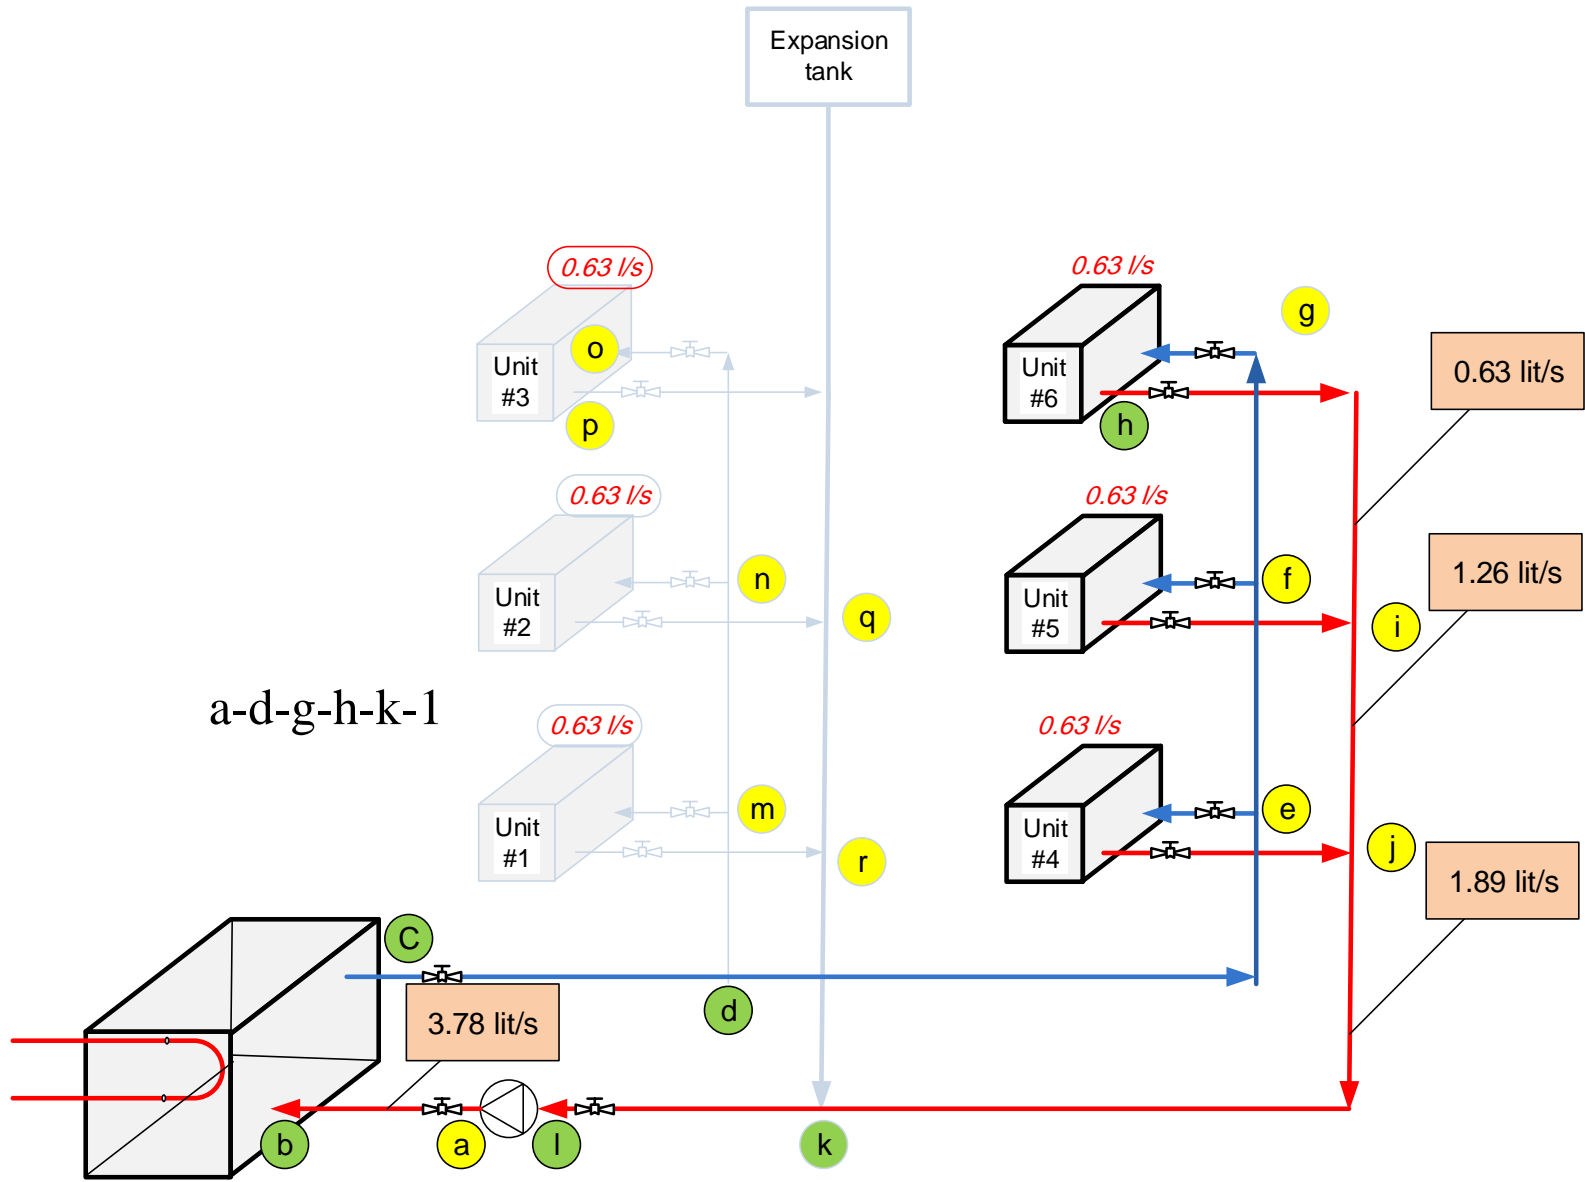 Expansion
tank
0.63 l/s
0.63 l/s
g
o
Unit
#3
Unit
#6
0.63 lit/s
p
h
0.63 l/s
0.63 l/s
n
f
1.26 lit/s
Unit
#2
Unit
#5
q
i
a-d-g-h-k-l
0.63 l/s
0.63 l/s
m
e
Unit
#1
Unit
#4
r
j
1.89 lit/s
C
d
3.78 lit/s
b
a
l
k